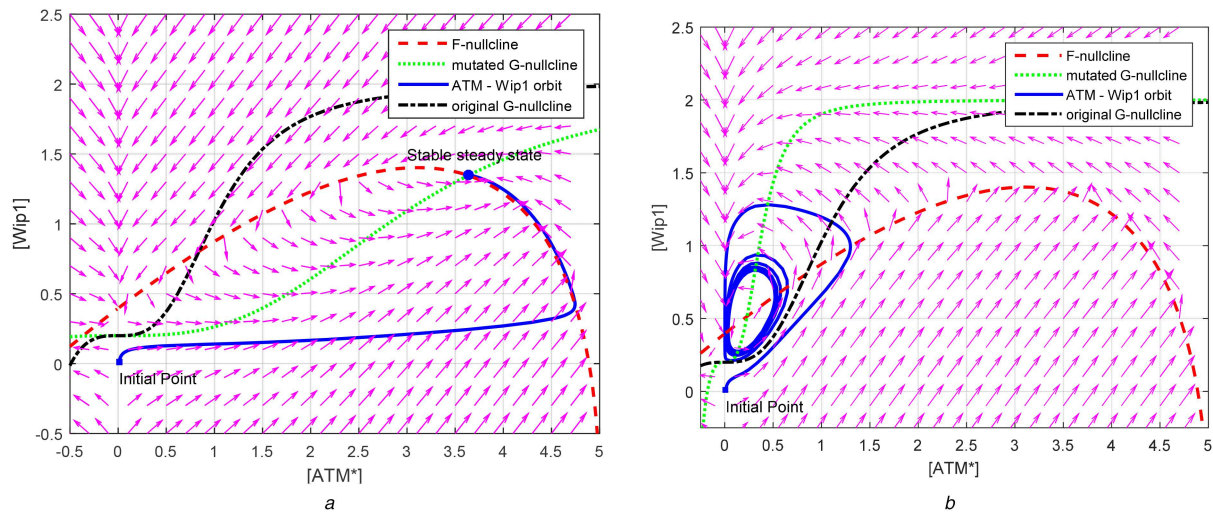 2.5
2
1.5
1
0.5
0
-0.5
[Wip1]
F-nullcline
mutated G-nullcline
ATM - Wip1 orbit
original G-nullcline
Stable steady state
Initial Point
-0.5 0 0.5 1 1.5 2 2.5 3 3.5 4 4.5 5
[ATM*]
a
2.5
2
1.5
1
0.5
0
[Wip1]
F-nullcline
mutated G-nullcline
ATM - Wip1 orbit
original G-nullcline
Initial Point
0 0.5 1 1.5 2 2.5 3 3.5 4 4.5 5
[ATM*]
b